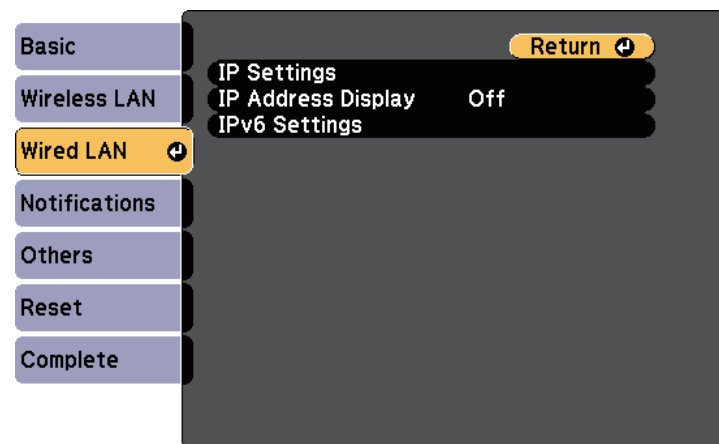 Basic
Wireless LAN
Wired LAN
Notifications
Others
Reset
Complete
Return
IP Settings
IP Address Display Off
IPv6 Settings